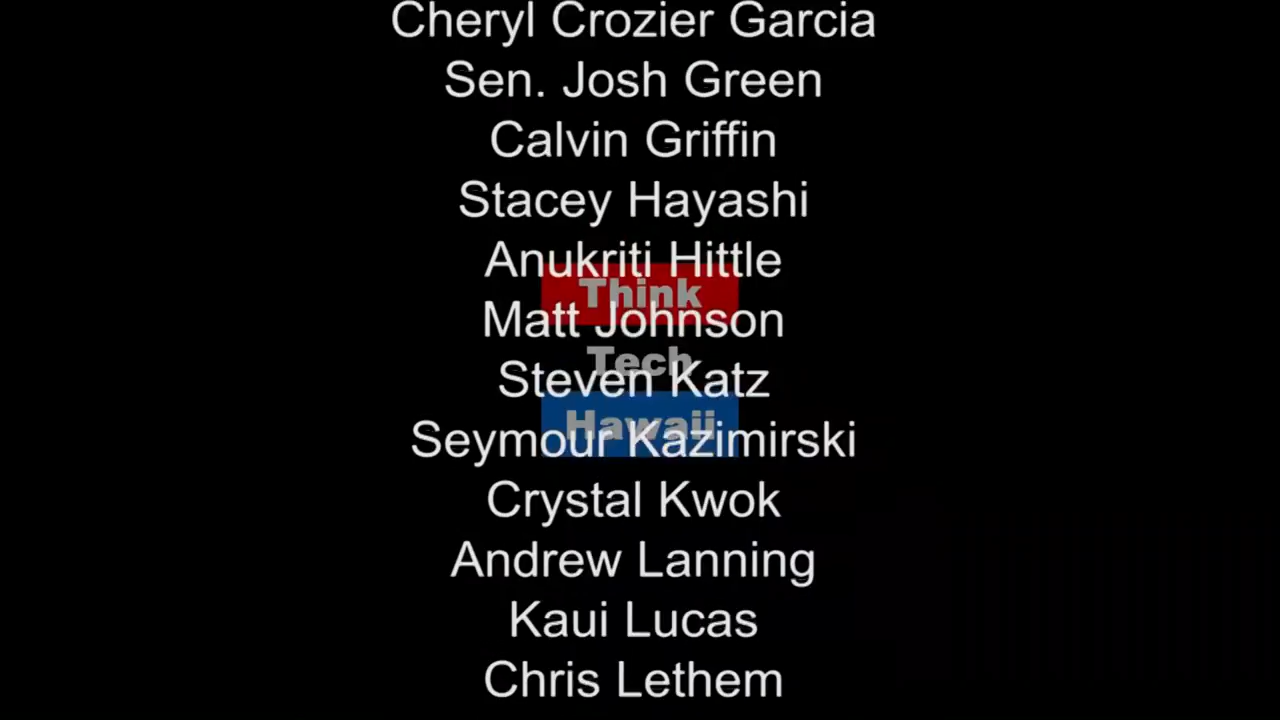 Cheryl Crozier Garcia
Sen. Josh Green
Calvin Griffin
Stacey Hayashi
Anukriti Hittle
Think
Matt Johnson
Tech
Steven Katz
Hawaii
Seymour Kazimirski
Crystal Kwok
Andrew Lanning
Kaui Lucas
Chris Lethem